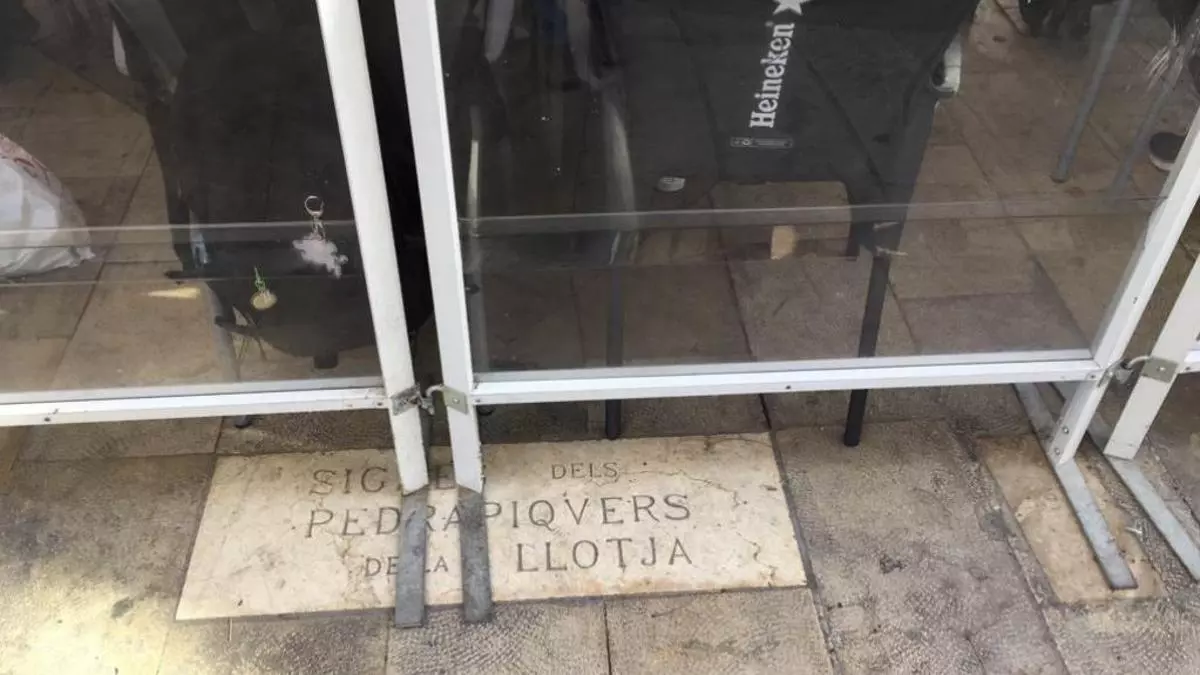 Heineken
DELS
PEDRAPIQVERS
DE LA LLOTJA